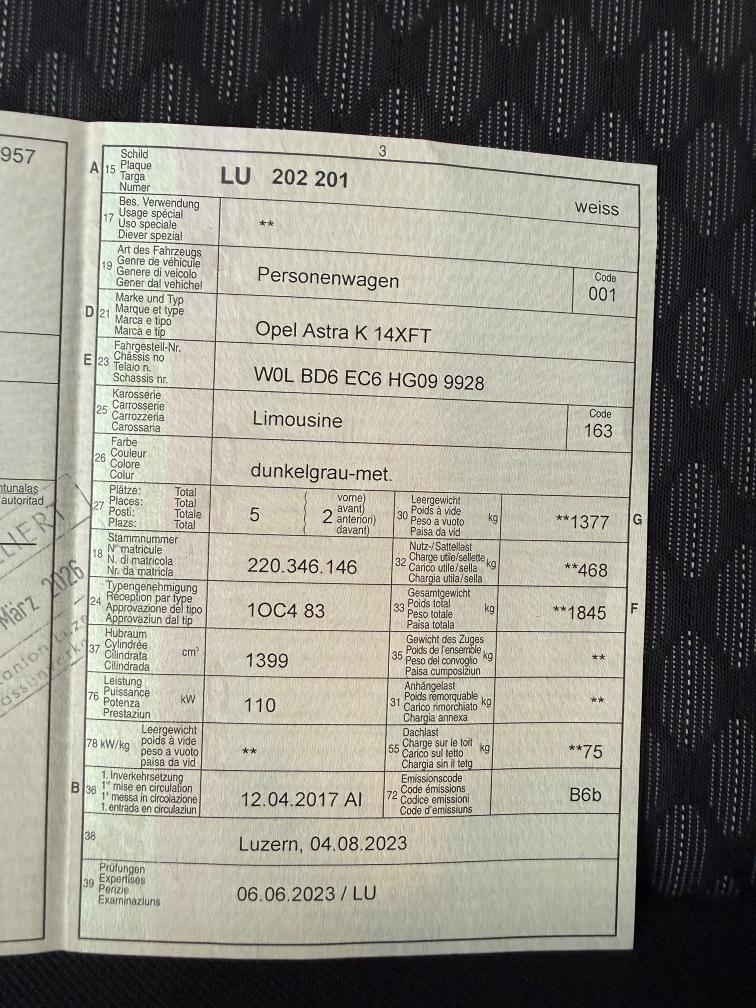 957
3
A 15 Schild
Plaque
Targa
Numer
LU 202 201
weiss
17 Bes. Verwendung
Usage spécial
Uso speciale
Diever spezial
**
19 Art des Fahrzeugs
Genre de véhicule
Genere di veicolo
Gener dal vehichel
Personenwagen
Code
001
D 21 Marke und Typ
Marque et type
Marca e tipo
Marca e tip
Opel Astra K 14XFT
E 23 Fahrgestell-Nr.
Châssis no
Telaio n.
Schassis nr.
W0L BD6 EC6 HG09 9928
25 Karosserie
Carrosserie
Carrozzeria
Carossaria
Limousine
Code
163
26 Farbe
Couleur
Colore
Colur
dunkelgrau-met.
27 Plätze: Total
Places: Total
Posti: Totale
Plazs: Total
5
2 vorne)
avant)
anteriori)
davant)
30 Leergewicht
Poids à vide
Peso a vuoto
Paisa da vid
kg
**1377
G
18 Stammnummer
N° matricule
N. di matricola
Nr. da matricla
220.346.146
32 Nutz-/Sattellast
Charge utile/sellette
Carico utile/sella
Chargia utila/sella
kg
**468
24 Typengenehmigung
Réception par type
Approvazione del tipo
Approvaziun dal tip
1OC4 83
33 Gesamtgewicht
Poids total
Peso totale
Paisa totala
kg
**1845
F
37 Hubraum
Cylindrée
Cilindrata
Cilindrada
cm³
1399
35 Gewicht des Zuges
Poids de l'ensemble
Peso del convoglio
Paisa cumposiziun
kg
**
76 Leistung
Puissance
Potenza
Prestaziun
kW
110
31 Anhängelast
Poids remorquable
Carico rimorchiato
Chargia annexa
kg
**
78 kW/kg
Leergewicht
poids à vide
peso a vuoto
paisa da vid
**
55 Dachlast
Charge sur le toit
Carico sul tetto
Chargia sin il tetg
kg
**75
B 36 1. Inverkehrsetzung
1re mise en circulation
1a messa in circolazione
1. entrada en circulaziun
12.04.2017 AI
72 Emissionscode
Code émissions
Codice emissioni
Code d'emissiuns
B6b
38
Luzern, 04.08.2023
39 Prüfungen
Expertises
Perizie
Examinaziuns
06.06.2023 / LU
März 2026